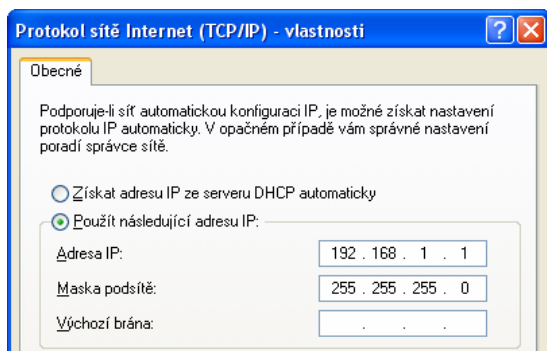 Protokol sítě Internet (TCP/IP) - vlastnosti
Obecné
Podporuje-li síť automatickou konfiguraci IP, je možné získat nastavení
protokolu IP automaticky. V opačném případě vám správné nastavení
poradí správce sítě.
Získat adresu IP ze serveru DHCP automaticky
Použít následující adresu IP:
Adresa IP: 192 . 168 . 1 . 1
Maska podsítě: 255 . 255 . 255 . 0
Výchozí brána: . . .